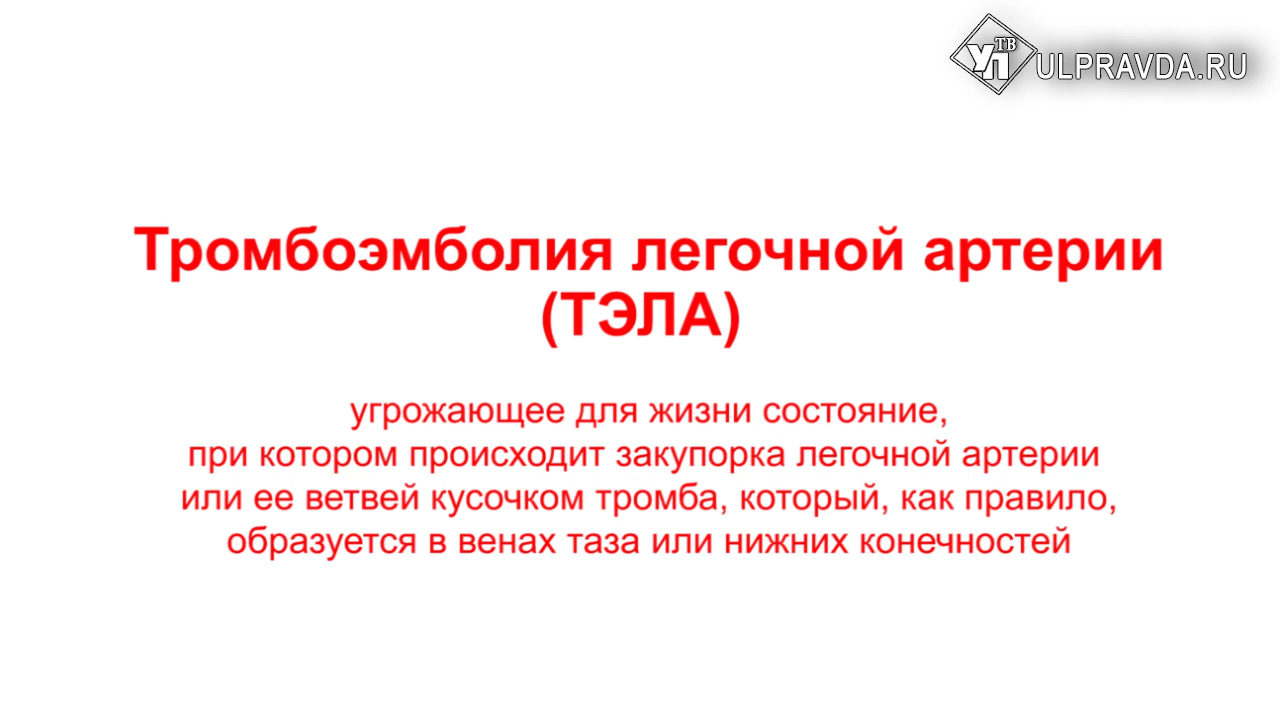 ТВ
УП
ULPRAVDA.RU
Тромбоэмболия легочной артерии
(ТЭЛА)
угрожающее для жизни состояние,
при котором происходит закупорка легочной артерии
или ее ветвей кусочком тромба, который, как правило,
образуется в венах таза или нижних конечностей